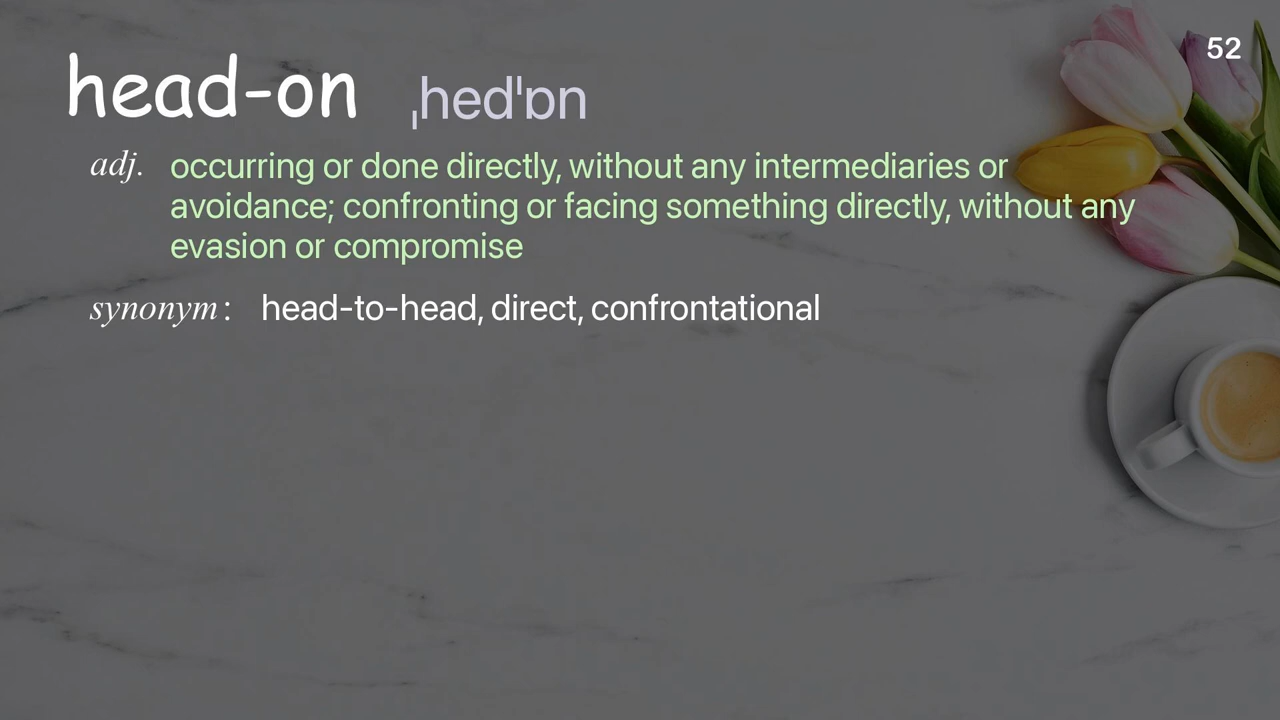 52
head-on ˌhedˈɒn
adj. occurring or done directly, without any intermediaries or
avoidance; confronting or facing something directly, without any
evasion or compromise
synonym: head-to-head, direct, confrontational